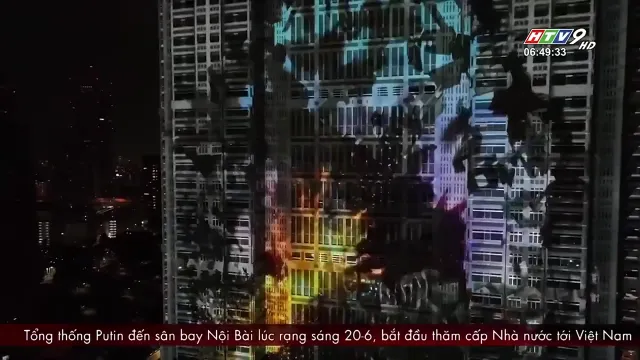 HTV9 HD
06:49:33
Tổng thống Putin đến sân bay Nội Bài lúc rạng sáng 20-6, bắt đầu thăm cấp Nhà nước tới Việt Nam